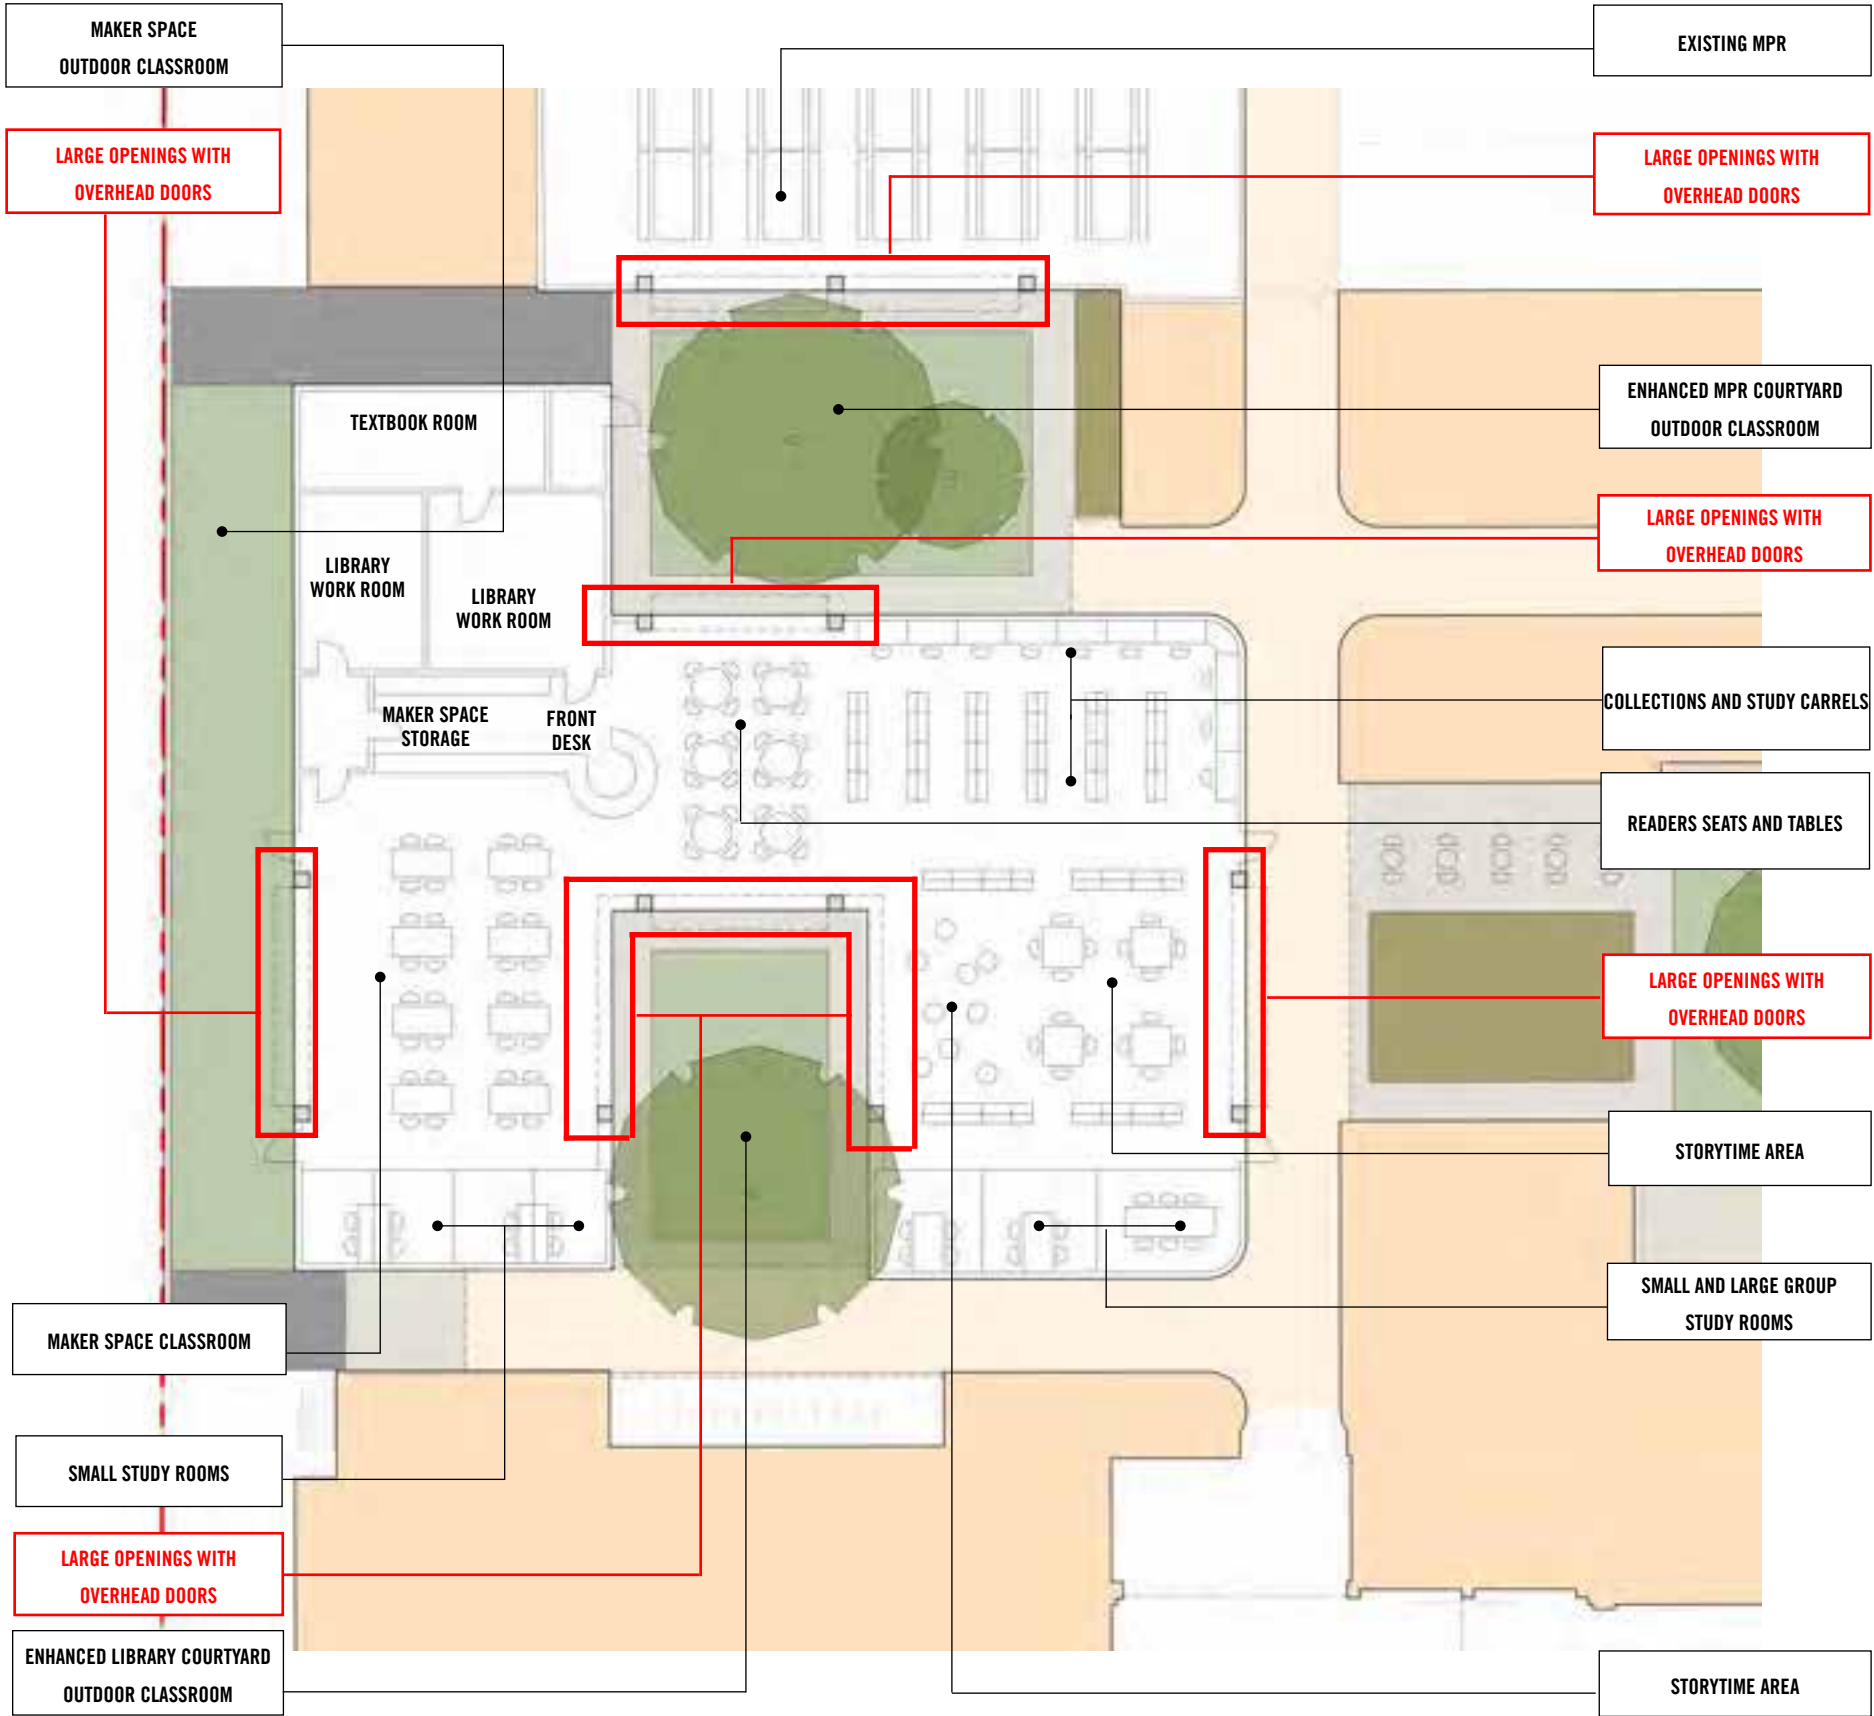 MAKER SPACE
OUTDOOR CLASSROOM
EXISTING MPR
LARGE OPENINGS WITH
OVERHEAD DOORS
LARGE OPENINGS WITH
OVERHEAD DOORS
ENHANCED MPR COURTYARD
OUTDOOR CLASSROOM
TEXTBOOK ROOM
LARGE OPENINGS WITH
OVERHEAD DOORS
LIBRARY
WORK ROOM
LIBRARY
WORK ROOM
COLLECTIONS AND STUDY CARRELS
MAKER SPACE
STORAGE
FRONT
DESK
READERS SEATS AND TABLES
LARGE OPENINGS WITH
OVERHEAD DOORS
STORYTIME AREA
SMALL AND LARGE GROUP
STUDY ROOMS
MAKER SPACE CLASSROOM
SMALL STUDY ROOMS
LARGE OPENINGS WITH
OVERHEAD DOORS
ENHANCED LIBRARY COURTYARD
OUTDOOR CLASSROOM
STORYTIME AREA